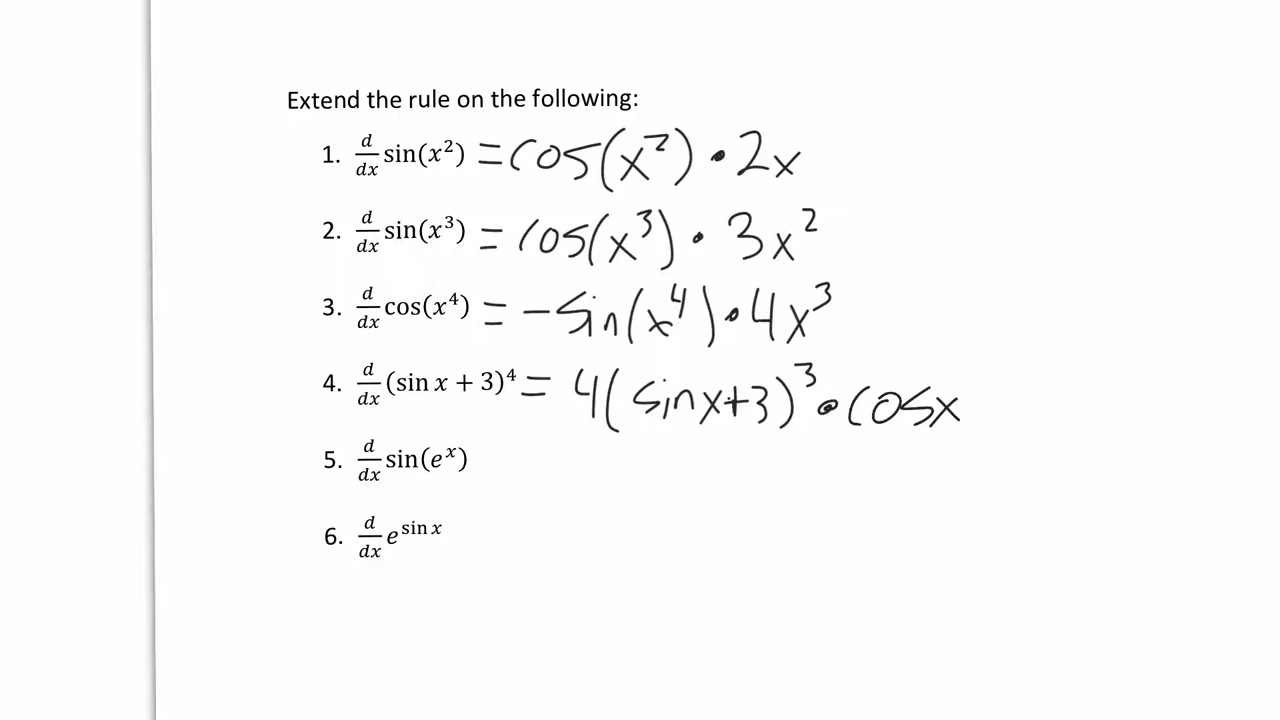 Extend the rule on the following:
1. d/dx sin(x²) = cos(x²) · 2x
2. d/dx sin(x³) = cos(x³) · 3x²
3. d/dx cos(x⁴) = -sin(x⁴) · 4x³
4. d/dx (sin x + 3)⁴ = 4(sinx+3)³ · cosx
5. d/dx sin(eˣ)
6. d/dx e^(sin x)